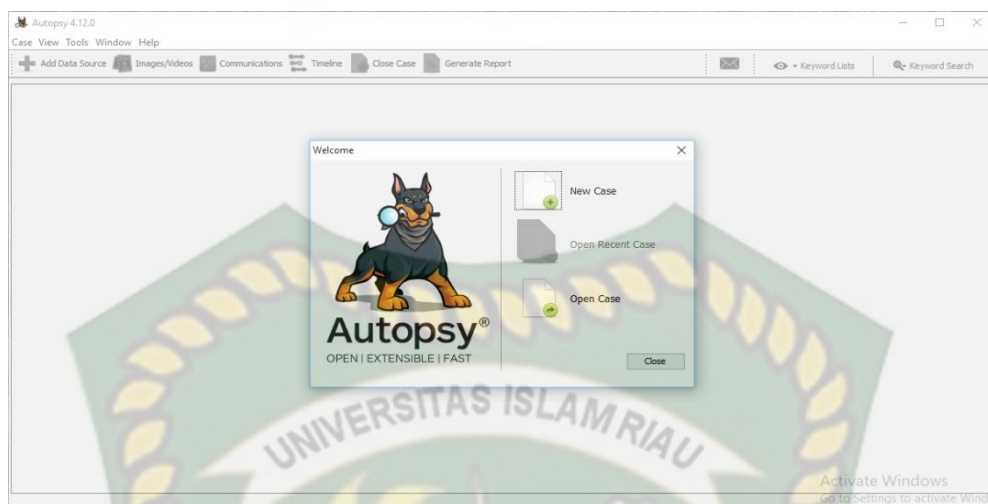 Autopsy 4.12.0
Case View Tools Window Help
Add Data Source Images/Videos Communications Timeline Close Case Generate Report Keyword Lists Keyword Search
Welcome
New Case
Open Recent Case
Open Case
Autopsy®
OPEN | EXTENSIBLE | FAST
Close
UNIVERSITAS ISLAM RIAU
Activate Windows
Go to Settings to activate Wind